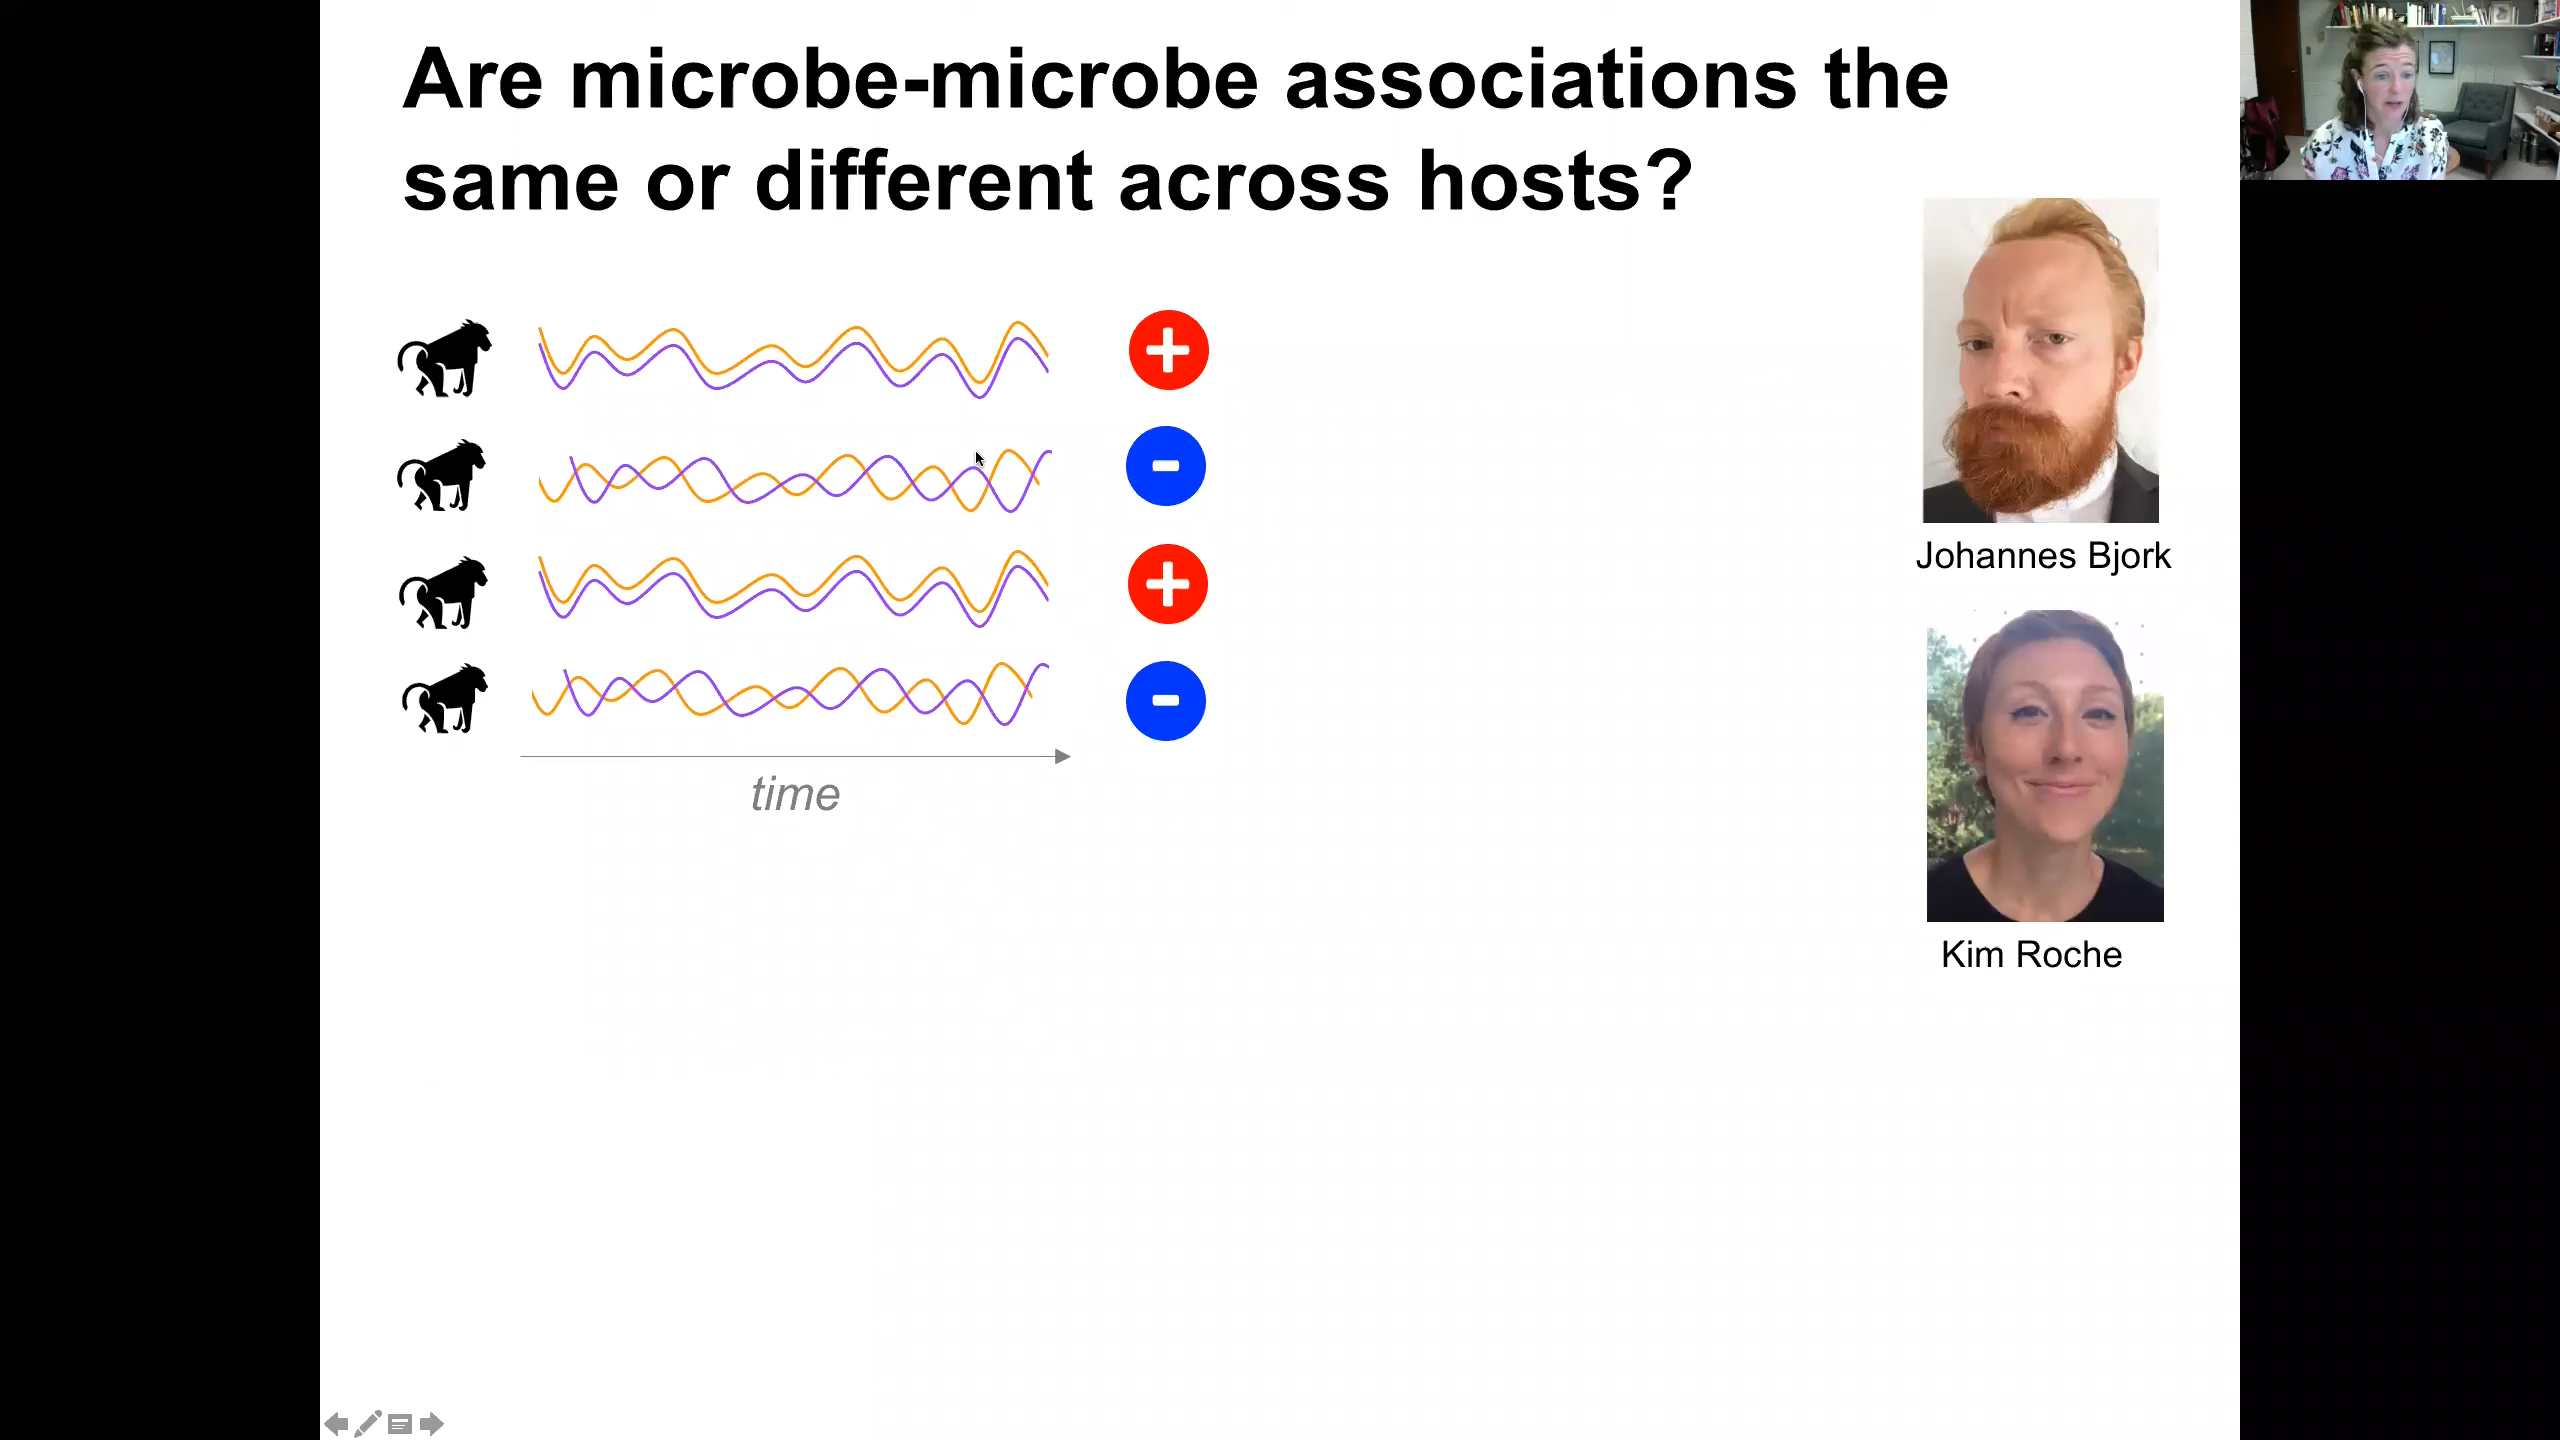 Are microbe-microbe associations the
same or different across hosts?
+
-
+
-
time
Johannes Bjork
Kim Roche